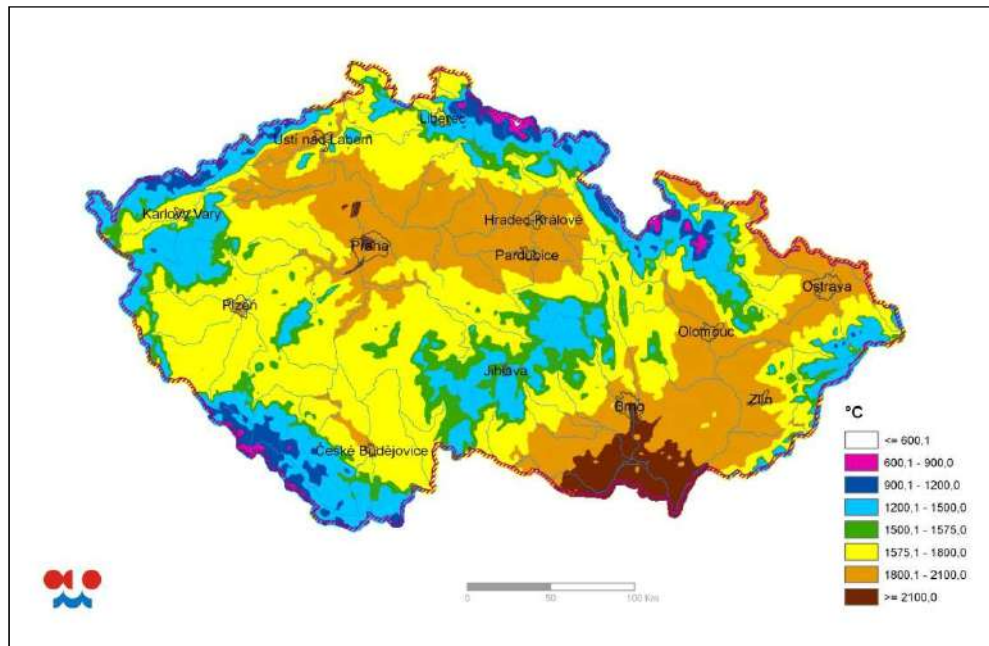 Liberec
Ústí nad Labem
Karlovy Vary
Hradec Králové
Praha
Pardubice
Ostrava
Plzeň
Olomouc
Jihlava
Brno
Zlín
České Budějovice
°C
<= 600,1
600,1 - 900,0
900,1 - 1200,0
1200,1 - 1500,0
1500,1 - 1575,0
1575,1 - 1800,0
1800,1 - 2100,0
>= 2100,0
0 50 100 Km